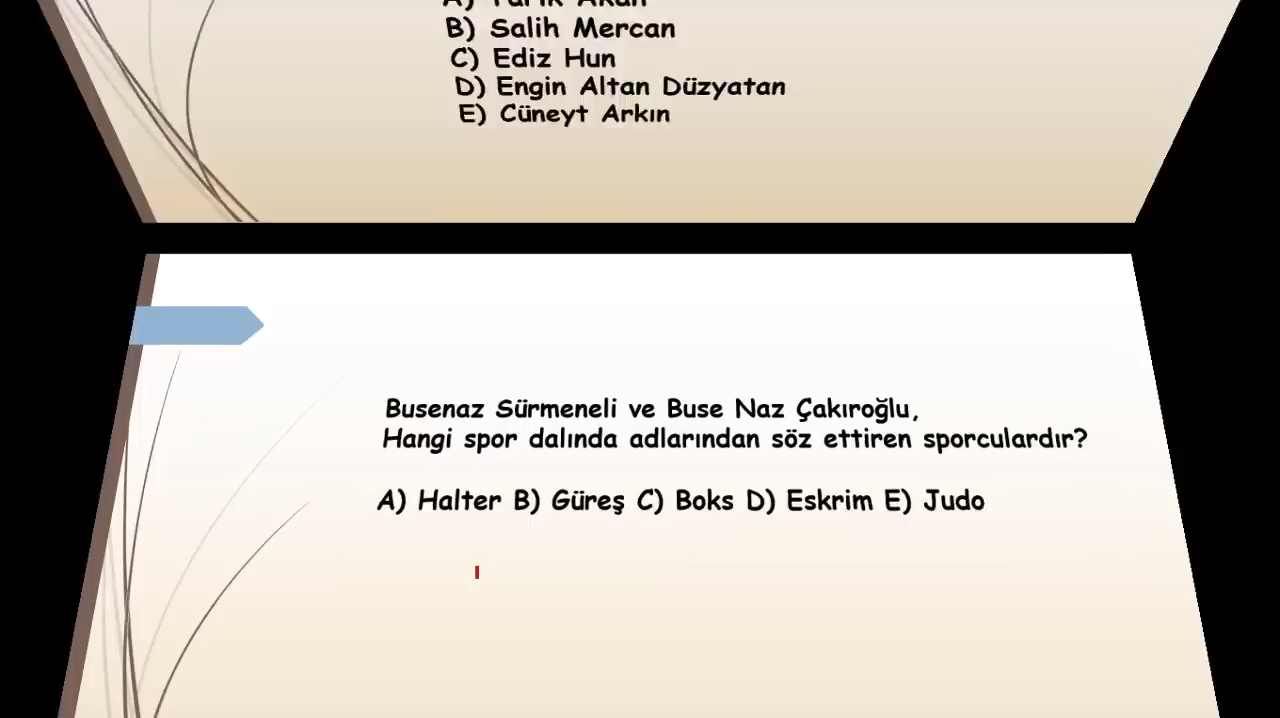 B) Salih Mercan
C) Ediz Hun
D) Engin Altan Düzyatan
E) Cüneyt Arkın
Busenaz Sürmeneli ve Buse Naz Çakıroğlu,
Hangi spor dalında adlarından söz ettiren sporculardır?
A) Halter B) Güreş C) Boks D) Eskrim E) Judo